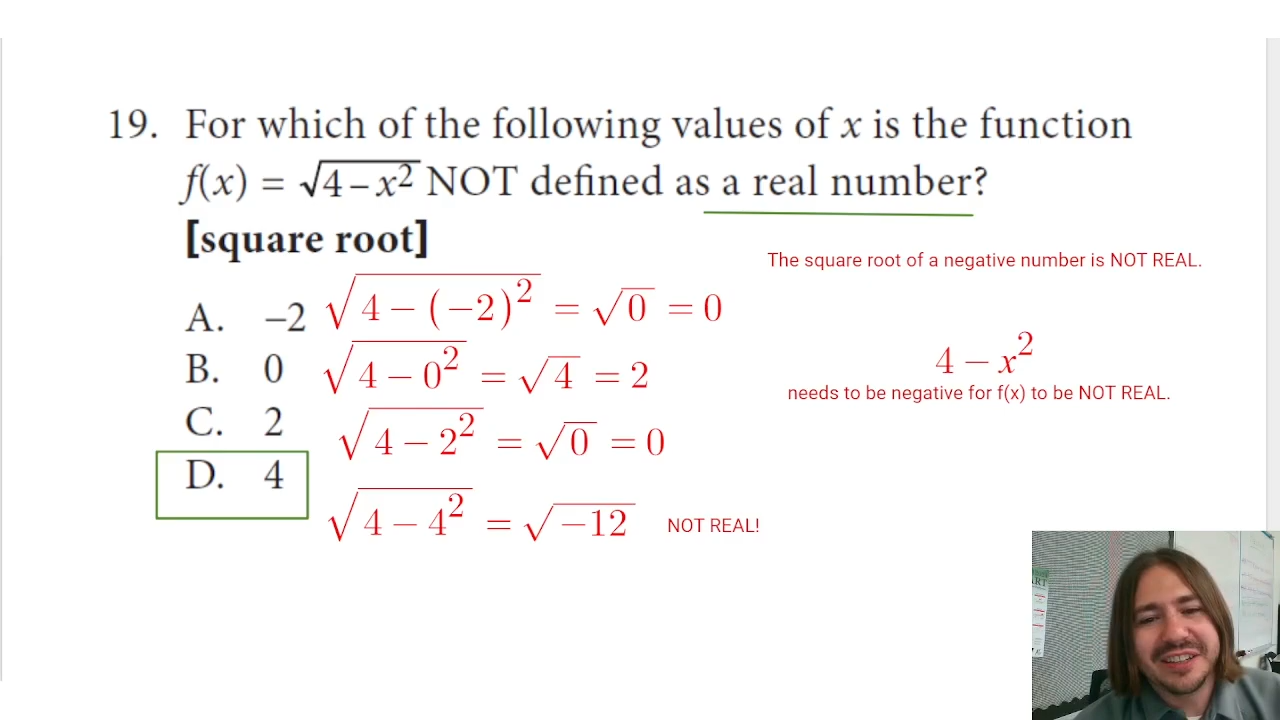 19. For which of the following values of x is the function
f(x) = √4 – x² NOT defined as a real number?
[square root]
The square root of a negative number is NOT REAL.
A. –2 √4 − (−2)² = √0 = 0
B. 0 √4 − 0² = √4 = 2
4 − x²
needs to be negative for f(x) to be NOT REAL.
C. 2 √4 − 2² = √0 = 0
D. 4 √4 − 4² = √−12 NOT REAL!